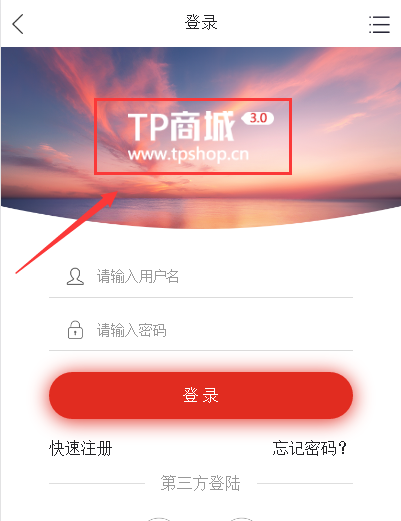 登录
TP商城 3.0
www.tpshop.cn
请输入用户名
请输入密码
登 录
快速注册 忘记密码?
第三方登陆